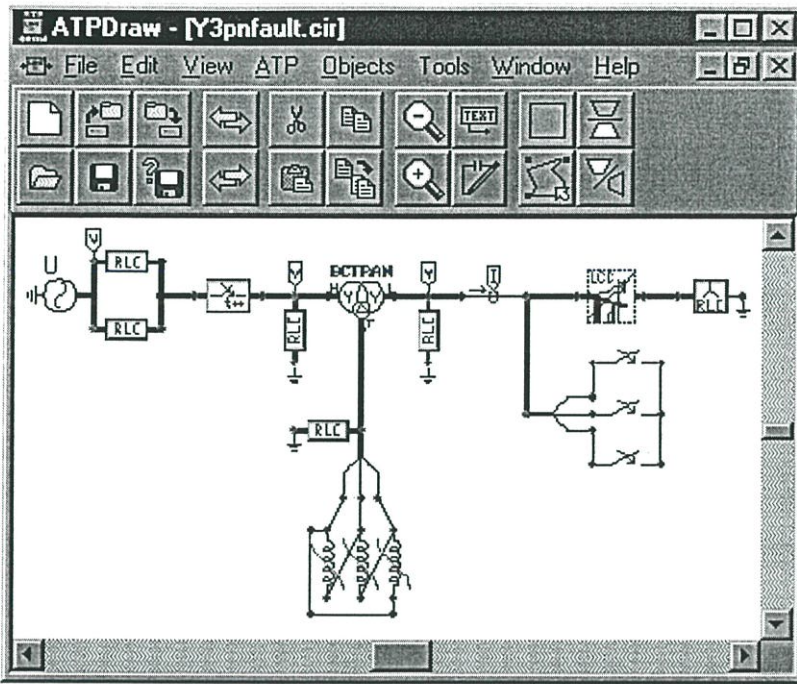 ATPDraw - [Y3pnfault.cir]
File Edit View ATP Objects Tools Window Help
TEXT
U
V
RLC
RLC
V
RLC
BCTRAN
H
Y
Y
L
T
V
RLC
I
LCC
RLC
RLC